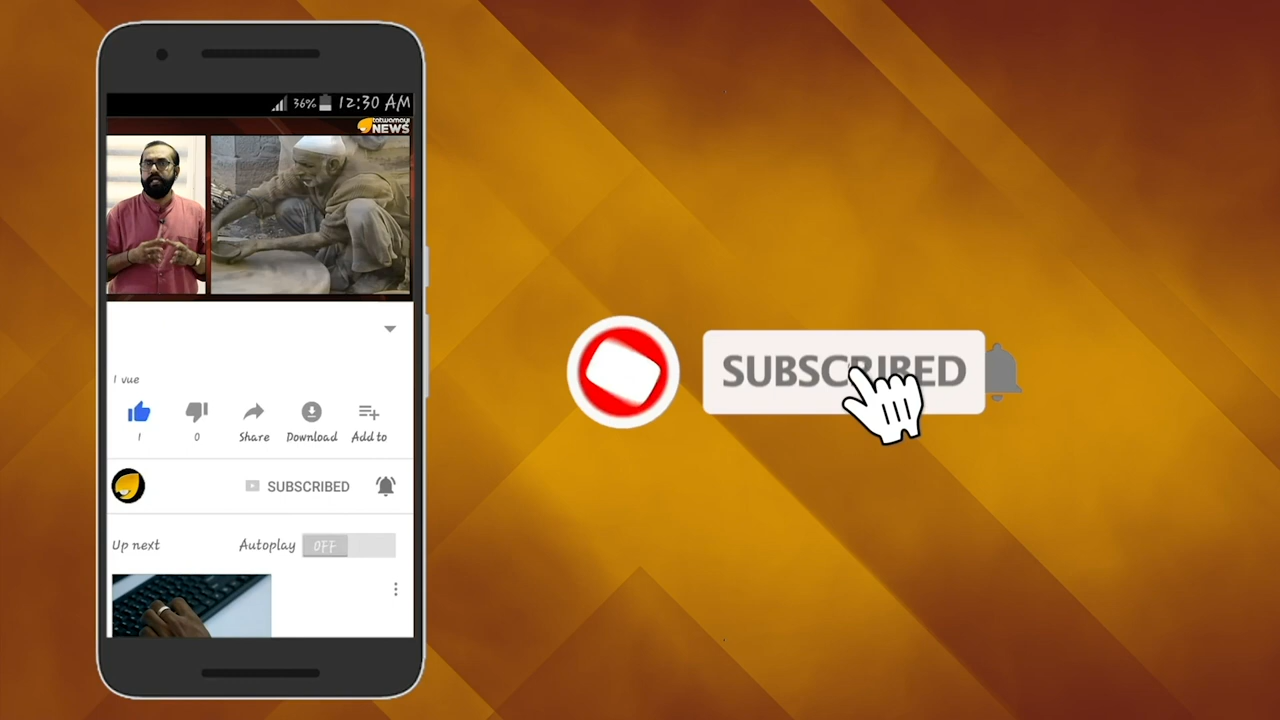 36% 12:30 AM
tatwamayi
NEWS
1 vue
1
0
Share
Download
Add to
SUBSCRIBED
Up next
Autoplay
OFF
SUBSCRIBED